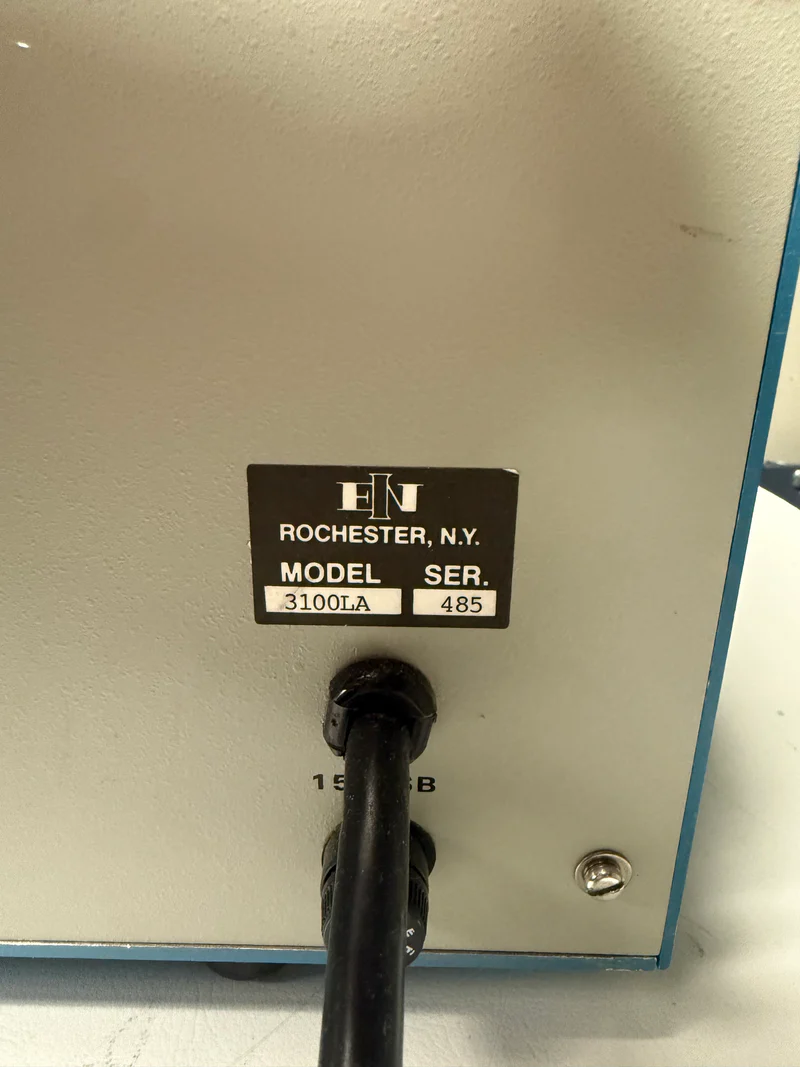 ENI
ROCHESTER, N.Y.
MODEL SER.
3100LA 485